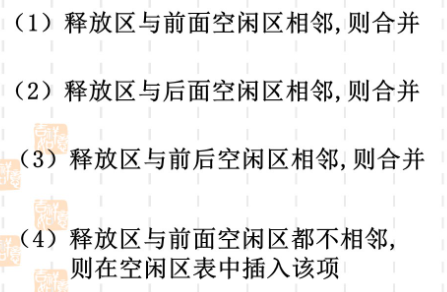 （1）释放区与前面空闲区相邻,则合并
（2）释放区与后面空闲区相邻,则合并
（3）释放区与前后空闲区相邻,则合并
（4）释放区与前面空闲区都不相邻,
则在空闲区表中插入该项